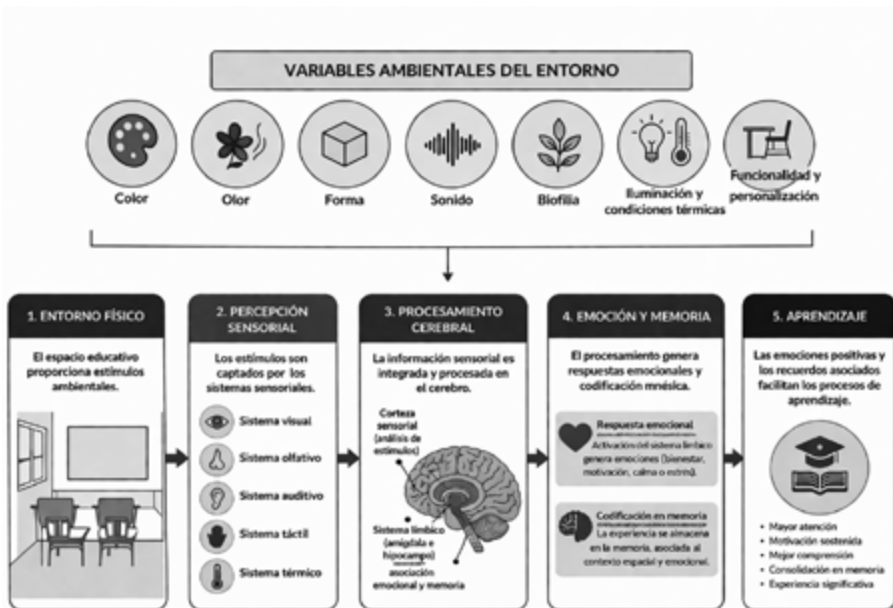 VARIABLES AMBIENTALES DEL ENTORNO
Color
Olor
Forma
Sonido
Biofilia
Iluminación y
condiciones térmicas
Funcionalidad y
personalización
1. ENTORNO FÍSICO
El espacio educativo
proporciona estímulos
ambientales.
2. PERCEPCIÓN
SENSORIAL
Los estímulos son
captados por los
sistemas sensoriales.
Sistema visual
Sistema olfativo
Sistema auditivo
Sistema táctil
Sistema térmico
3. PROCESAMIENTO
CEREBRAL
La información sensorial es
integrada y procesada en
el cerebro.
Corteza
sensorial
(análisis de
estímulos)
Sistema límbico
(amígdala e
hipocampo)
asociación
emocional y memoria
4. EMOCIÓN Y MEMORIA
El procesamiento genera
respuestas emocionales y
codificación mnésica.
Respuesta emocional
Activación del sistema límbico
genera emociones (bienestar,
motivación, calma o estrés).
Codificación en memoria
La experiencia se almacena
en la memoria, asociada al
contexto espacial y emocional.
5. APRENDIZAJE
Las emociones positivas y
los recuerdos asociados
facilitan los procesos de
aprendizaje.
• Mayor atención
• Motivación sostenida
• Mejor comprensión
• Consolidación en memoria
• Experiencia significativa